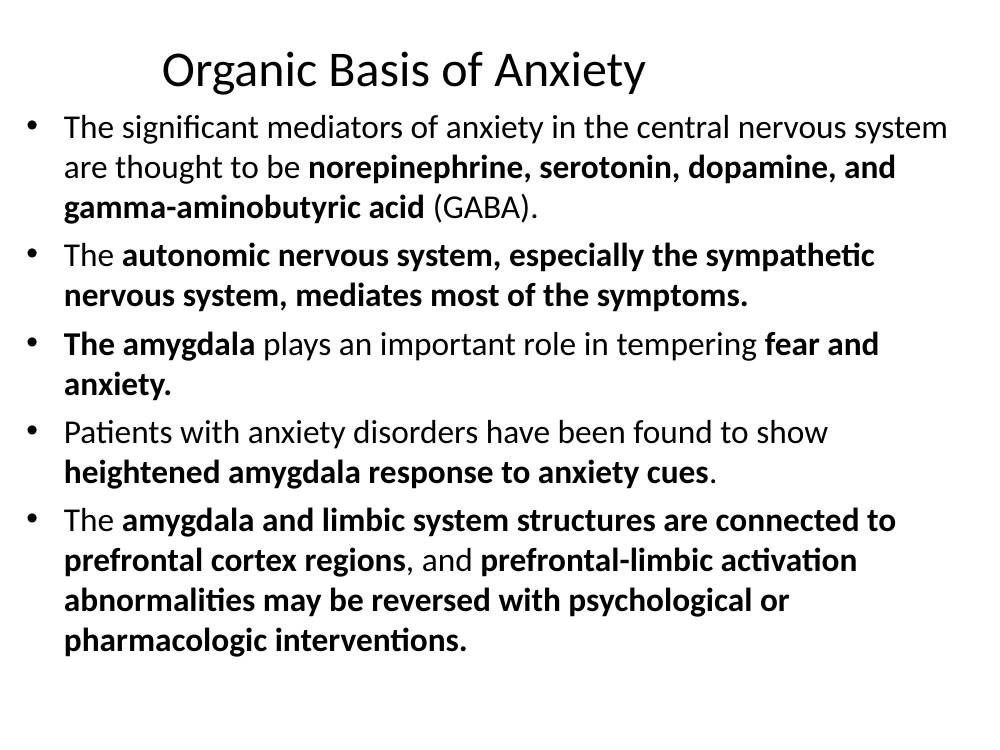 Organic Basis of Anxiety
• The significant mediators of anxiety in the central nervous system
are thought to be norepinephrine, serotonin, dopamine, and
gamma-aminobutyric acid (GABA).
• The autonomic nervous system, especially the sympathetic
nervous system, mediates most of the symptoms.
• The amygdala plays an important role in tempering fear and
anxiety.
• Patients with anxiety disorders have been found to show
heightened amygdala response to anxiety cues.
• The amygdala and limbic system structures are connected to
prefrontal cortex regions, and prefrontal-limbic activation
abnormalities may be reversed with psychological or
pharmacologic interventions.